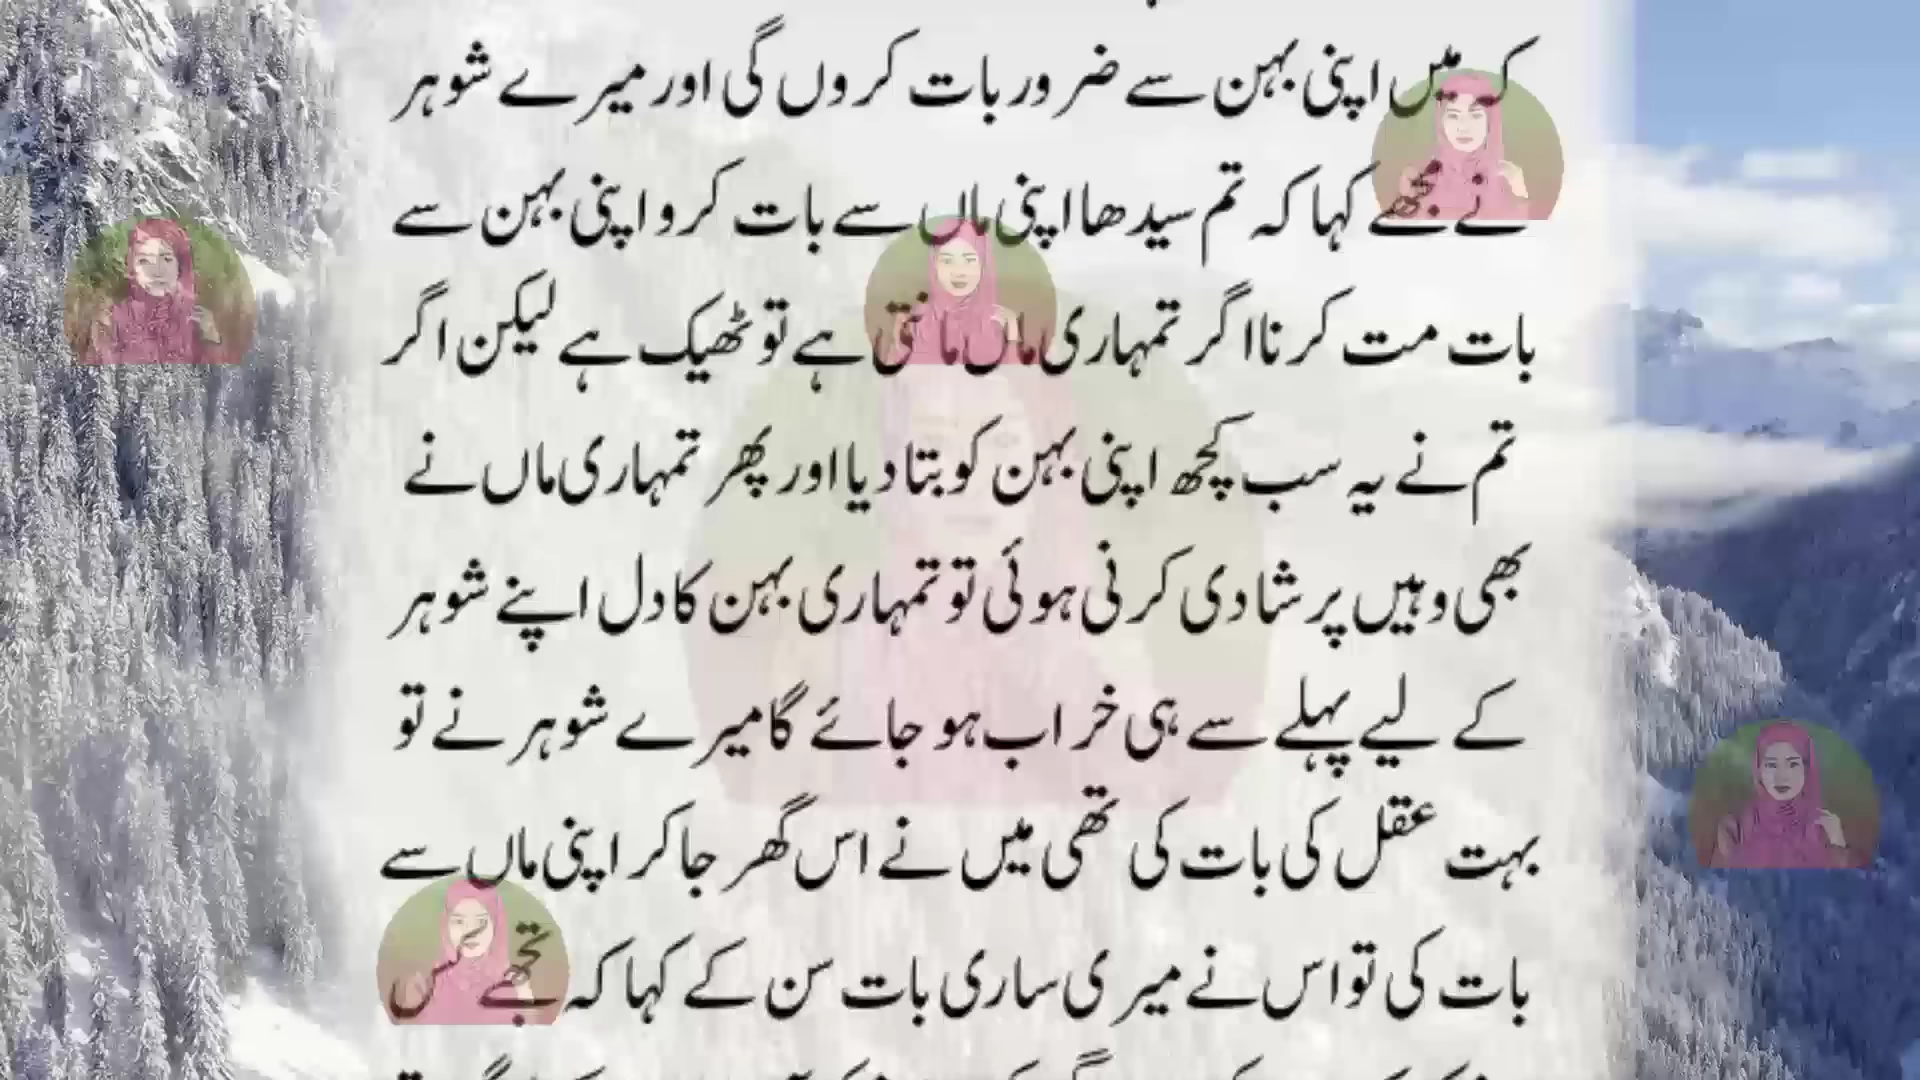 کہ میں اپنی بہن سے ضرور بات کروں گی اور میرے شوہر
نے مجھے کہا کہ تم سیدھا اپنی ماں سے بات کرو اپنی بہن سے
بات مت کرنا اگر تمہاری ماں مانتی ہے تو ٹھیک ہے لیکن اگر
تم نے یہ سب کچھ اپنی بہن کو بتا دیا اور پھر تمہاری ماں نے
بھی وہیں پر شادی کرنی ہوئی تو تمہاری بہن کا دل اپنے شوہر
کے لیے پہلے سے ہی خراب ہو جائے گا میرے شوہر نے تو
بہت عقل کی بات کی تھی میں نے اس گھر جا کر اپنی ماں سے
بات کی تو اس نے میری ساری بات سن کے کہا کہ تجھے کس